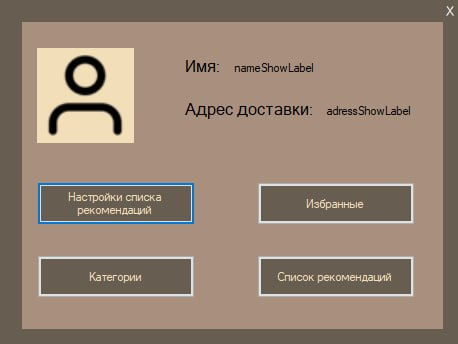 X
Имя: nameShowLabel
Адрес доставки: adressShowLabel
Настройки списка
рекомендаций
Избранные
Категории
Список рекомендаций